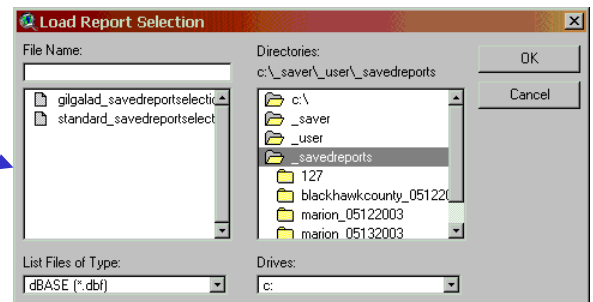 Load Report Selection
File Name:
gilgalad_savedreportselectic
standard_savedreportselect
List Files of Type:
dBASE (*.dbf)
Directories:
c:\_saver\_user\_savedreports
c:\
_saver
_user
_savedreports
127
blackhawkcounty_05122(
marion_05122003
marion_05132003
Drives:
c:
OK
Cancel